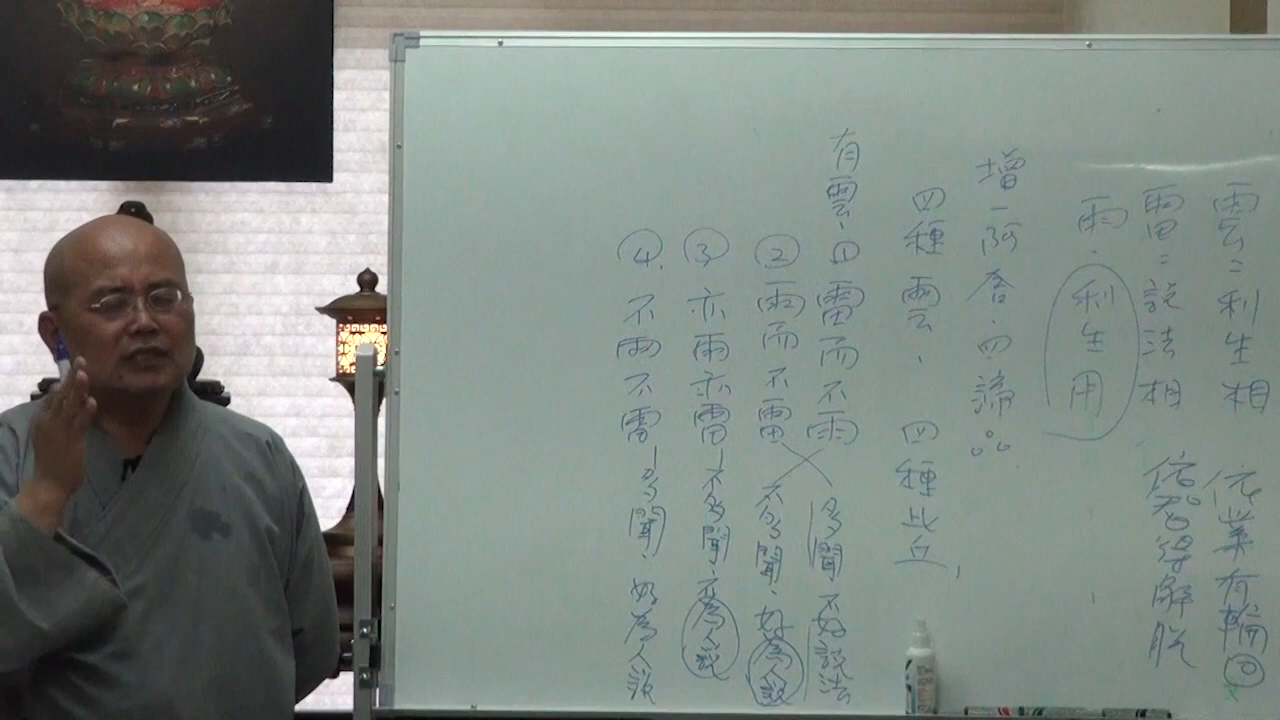 雲:利生相 依業有輪回
雷:說法相 依智得解脫
雨.利生用
增一阿含.四諦品
四種雲、四種比丘,
有雲、①雷而不雨 多聞不好說法
②雨而不雷 不多聞、好為人說
③亦雨亦雷-不多聞、不為人說
④不雨不雷-多聞、好為人說